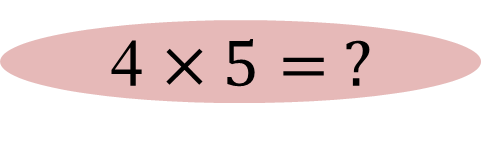 4 × 5 = ?